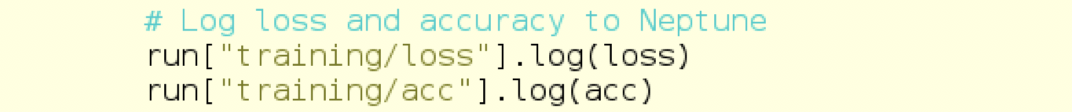 # Log loss and accuracy to Neptune
run["training/loss"].log(loss)
run["training/acc"].log(acc)